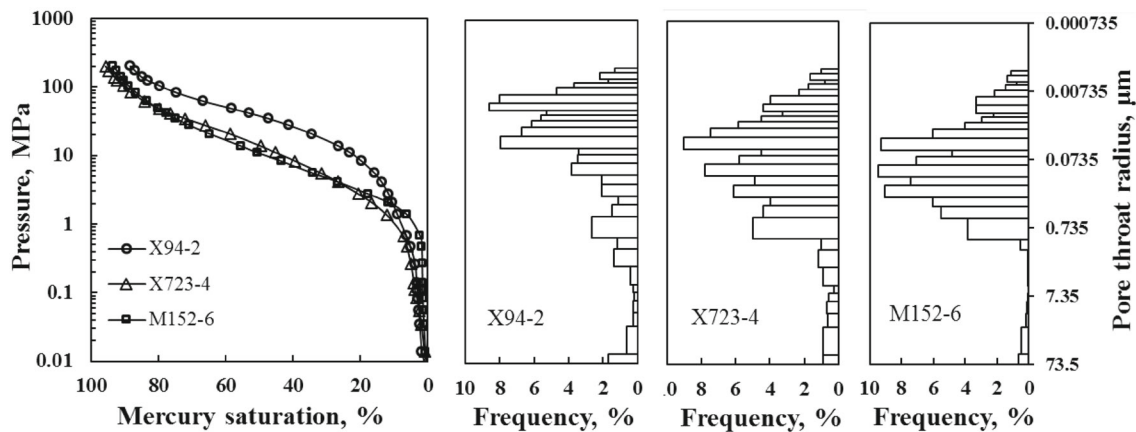 Pressure, MPa
1000
100
10
1
0.1
0.01
X94-2
X723-4
M152-6
100 80 60 40 20 0
Mercury saturation, %
X94-2
10 8 6 4 2 0
Frequency, %
X723-4
.0 8 6 4 2 0
Frequency, %
M152-6
10 8 6 4 2 0
Frequency, %
0.000735
0.00735
0.0735
0.735
7.35
73.5
Pore throat radius, μm